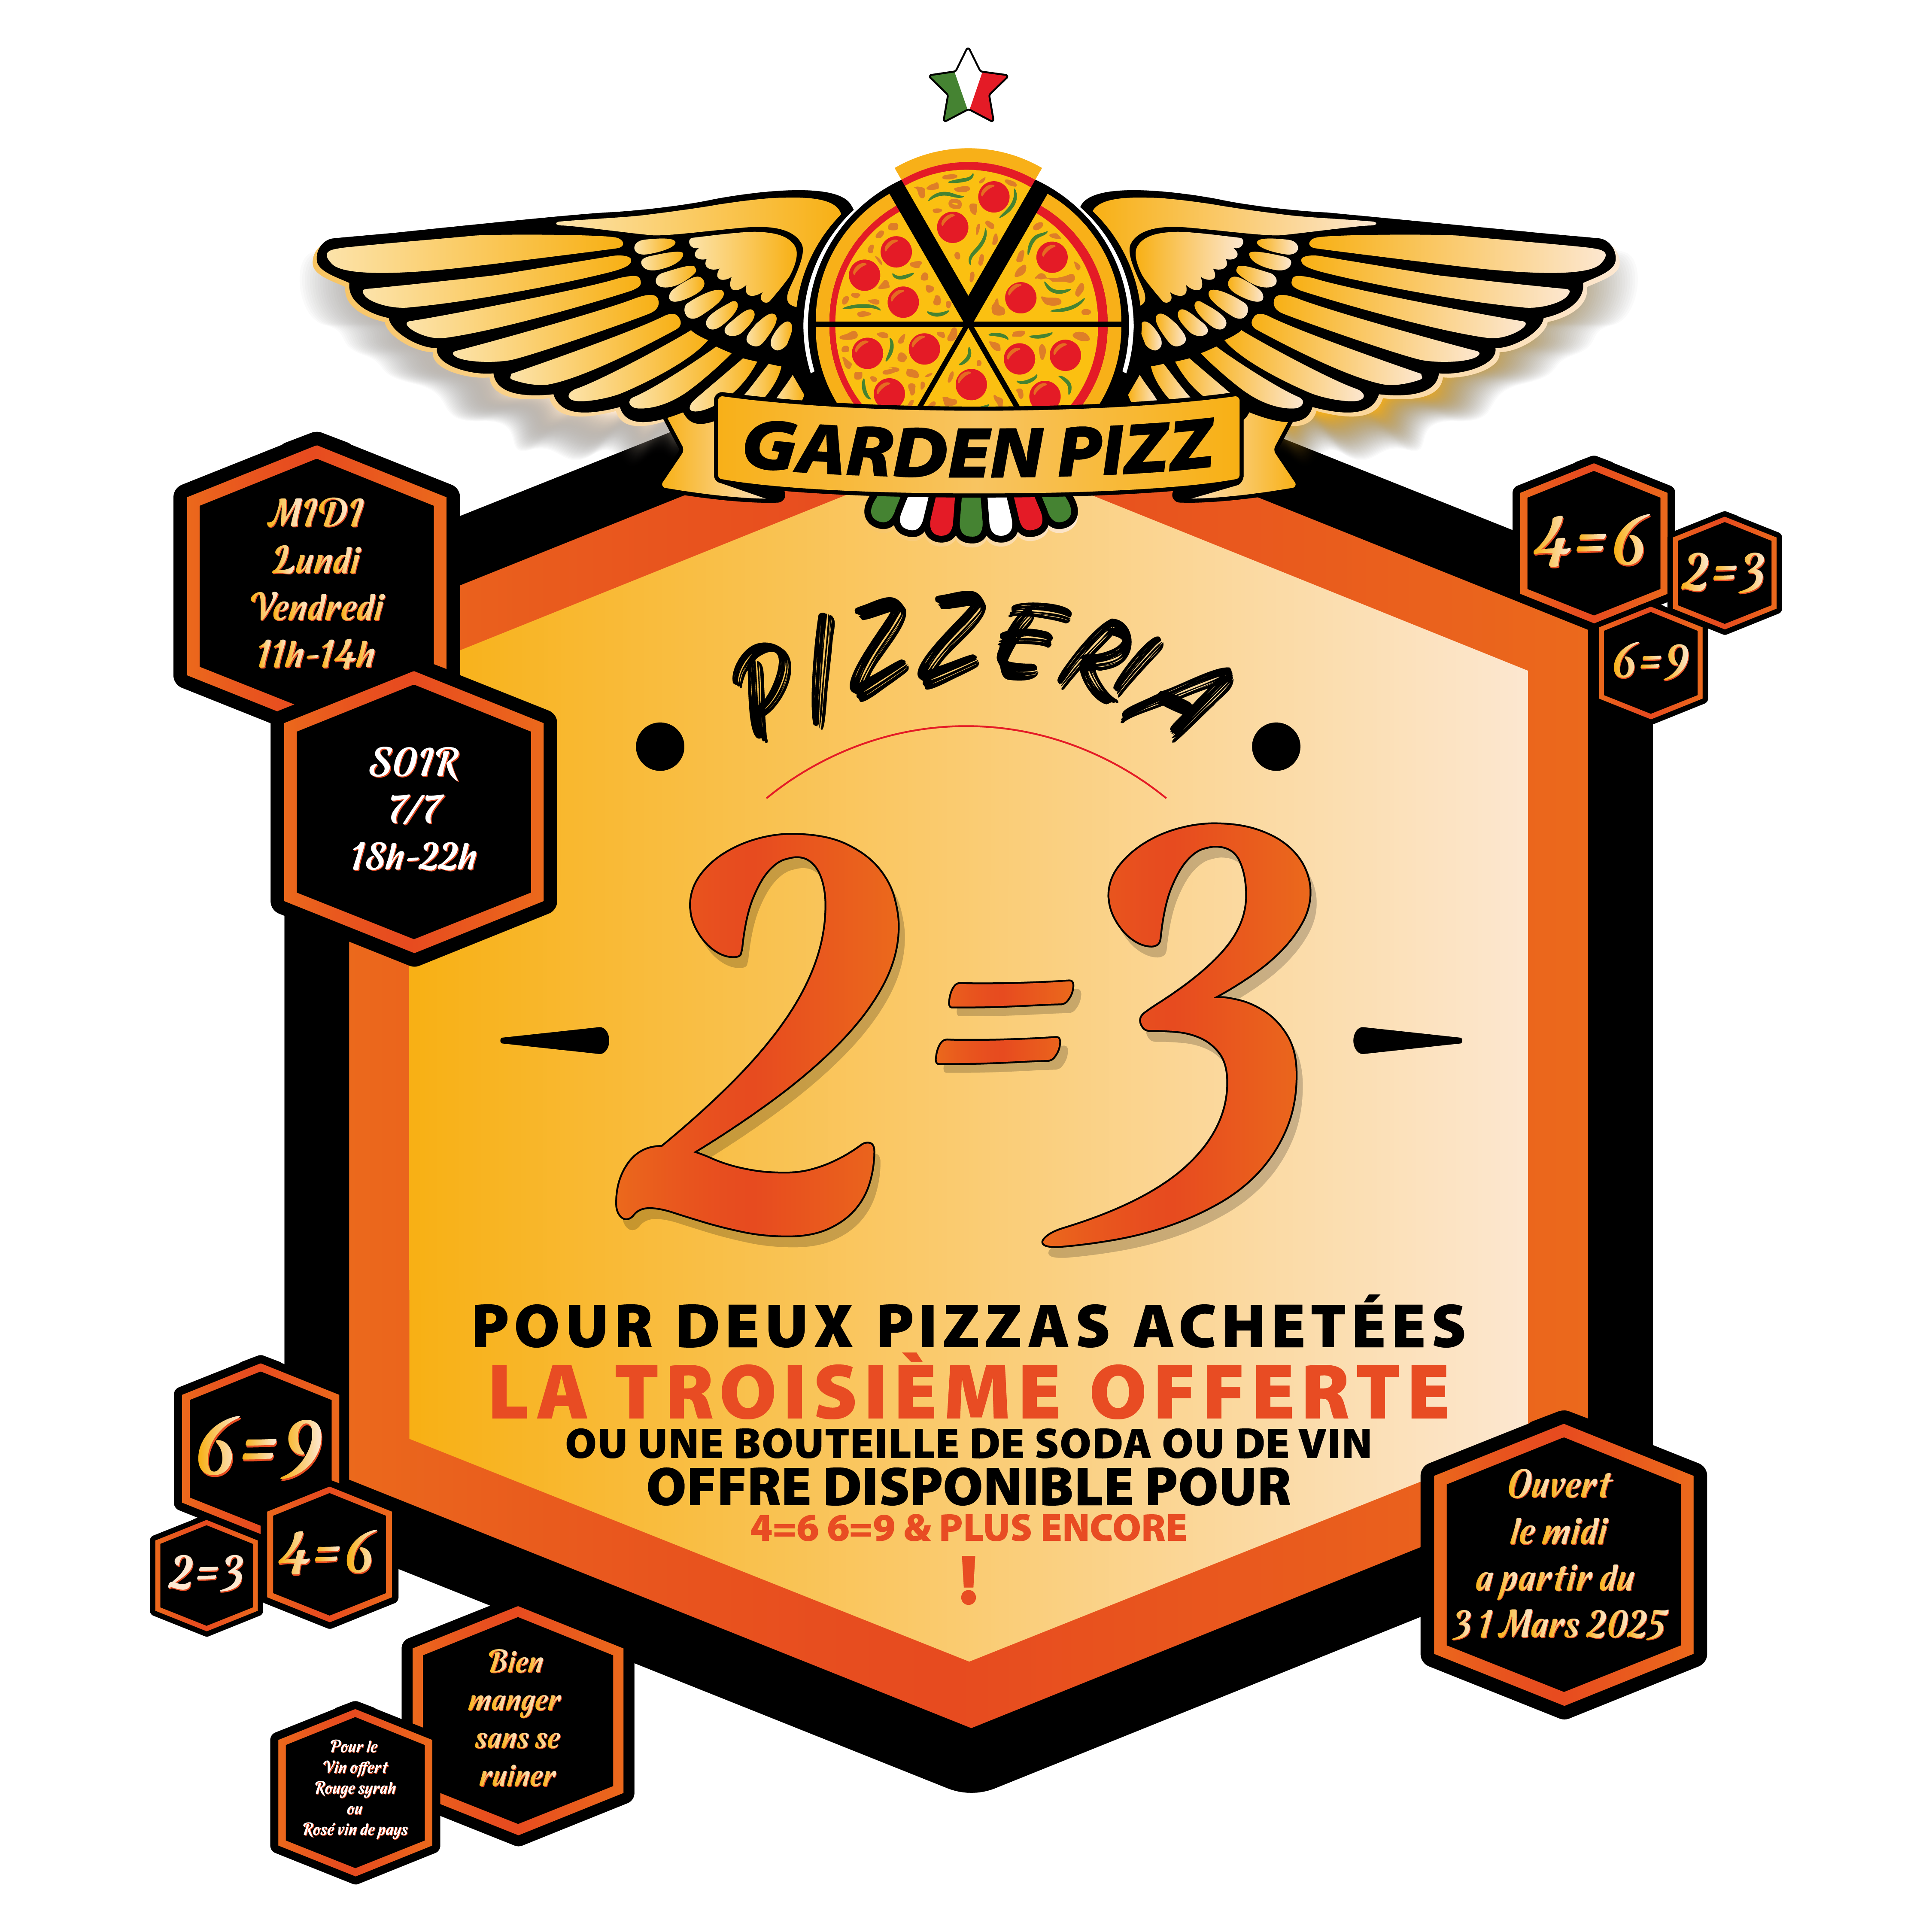 GARDEN PIZZ
MIDI
Lundi
Vendredi
11h-14h
SOIR
7/7
18h-22h
4=6
2=3
6=9
PIZZERIA
2=3
POUR DEUX PIZZAS ACHETÉES
LA TROISIÈME OFFERTE
OU UNE BOUTEILLE DE SODA OU DE VIN
OFFRE DISPONIBLE POUR
4=6 6=9 & PLUS ENCORE
!
6=9
4=6
2=3
Ouvert
le midi
a partir du
31 Mars 2025
Bien
manger
sans se
ruiner
Pour le
Vin offert
Rouge syrah
ou
Rosé vin de pays